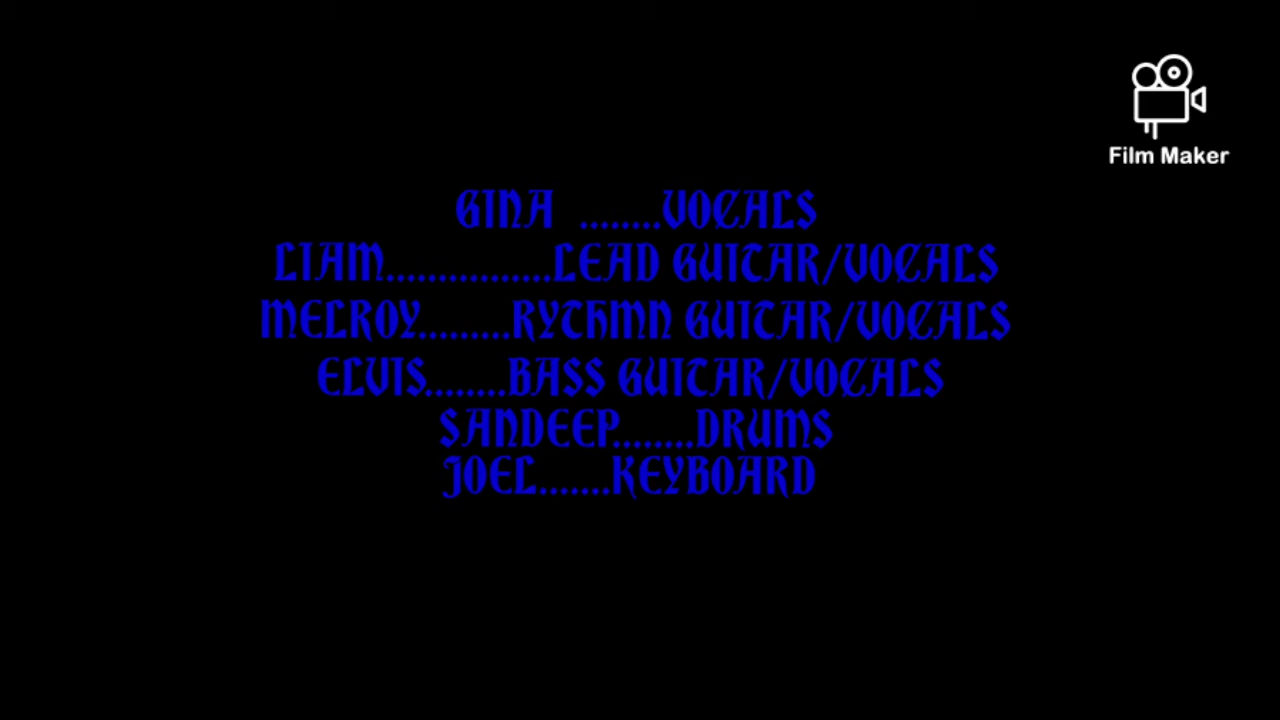 Film Maker
GINA ........VOCALS
LIAM................LEAD GUITAR/VOCALS
MELROY.........RYTHMN GUITAR/VOCALS
ELVIS........BASS GUITAR/VOCALS
SANDEEP........DRUMS
JOEL.......KEYBOARD